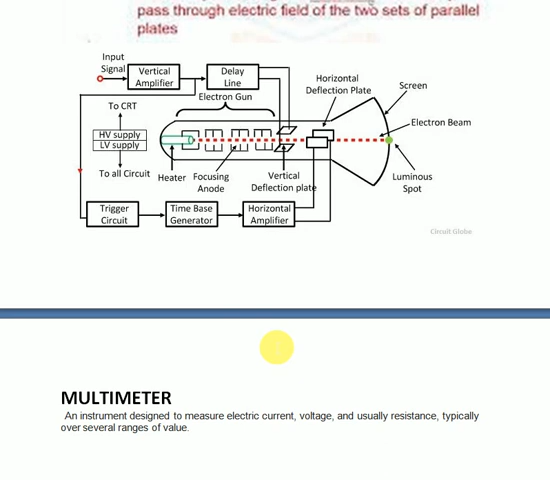 pass through electric field of the two sets of parallel
plates
Input
Signal
Vertical
Amplifier
Delay
Line
Electron Gun
Horizontal
Deflection Plate
Screen
Electron Beam
To CRT
HV supply
LV supply
To all Circuit
Heater
Focusing
Anode
Vertical
Deflection plate
Luminous
Spot
Trigger
Circuit
Time Base
Generator
Horizontal
Amplifier
Circuit Globe
MULTIMETER
An instrument designed to measure electric current, voltage, and usually resistance, typically
over several ranges of value.